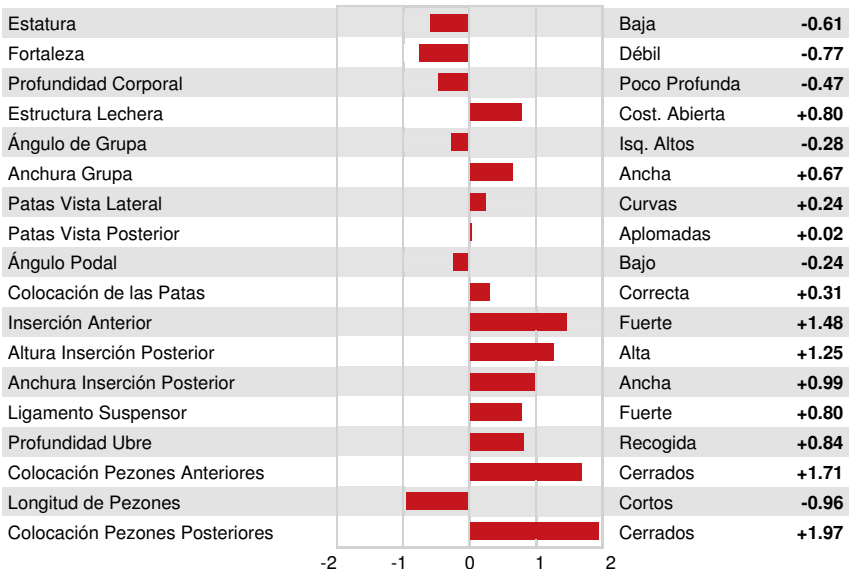 Estatura Baja -0.61
Fortaleza Débil -0.77
Profundidad Corporal Poco Profunda -0.47
Estructura Lechera Cost. Abierta +0.80
Ángulo de Grupa Isq. Altos -0.28
Anchura Grupa Ancha +0.67
Patas Vista Lateral Curvas +0.24
Patas Vista Posterior Aplomadas +0.02
Ángulo Podal Bajo -0.24
Colocación de las Patas Correcta +0.31
Inserción Anterior Fuerte +1.48
Altura Inserción Posterior Alta +1.25
Anchura Inserción Posterior Ancha +0.99
Ligamento Suspensor Fuerte +0.80
Profundidad Ubre Recogida +0.84
Colocación Pezones Anteriores Cerrados +1.71
Longitud de Pezones Cortos -0.96
Colocación Pezones Posteriores Cerrados +1.97
-2 -1 0 1 2